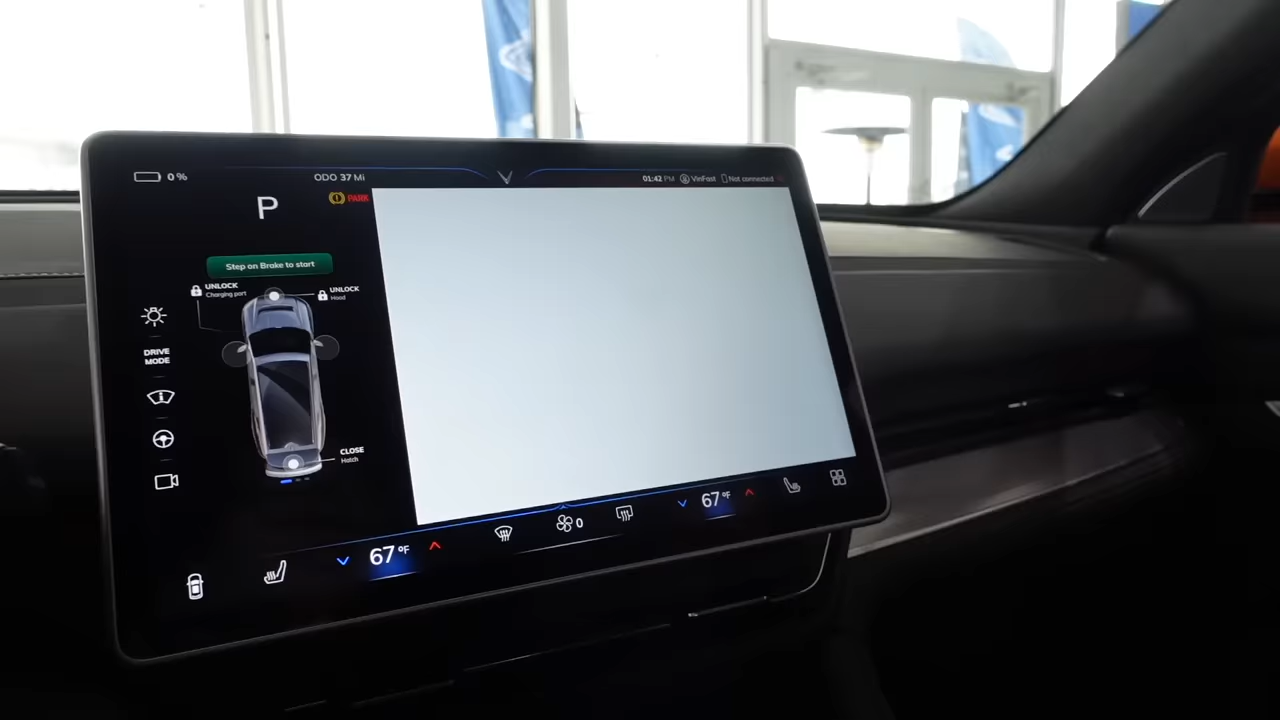 0 %
ODO 37 Mi
01:42 PM
VinFast
Not connected
P
PARK
Step on Brake to start
UNLOCK
Charging port
UNLOCK
Hood
DRIVE
MODE
CLOSE
Hatch
67°F
0
67°F